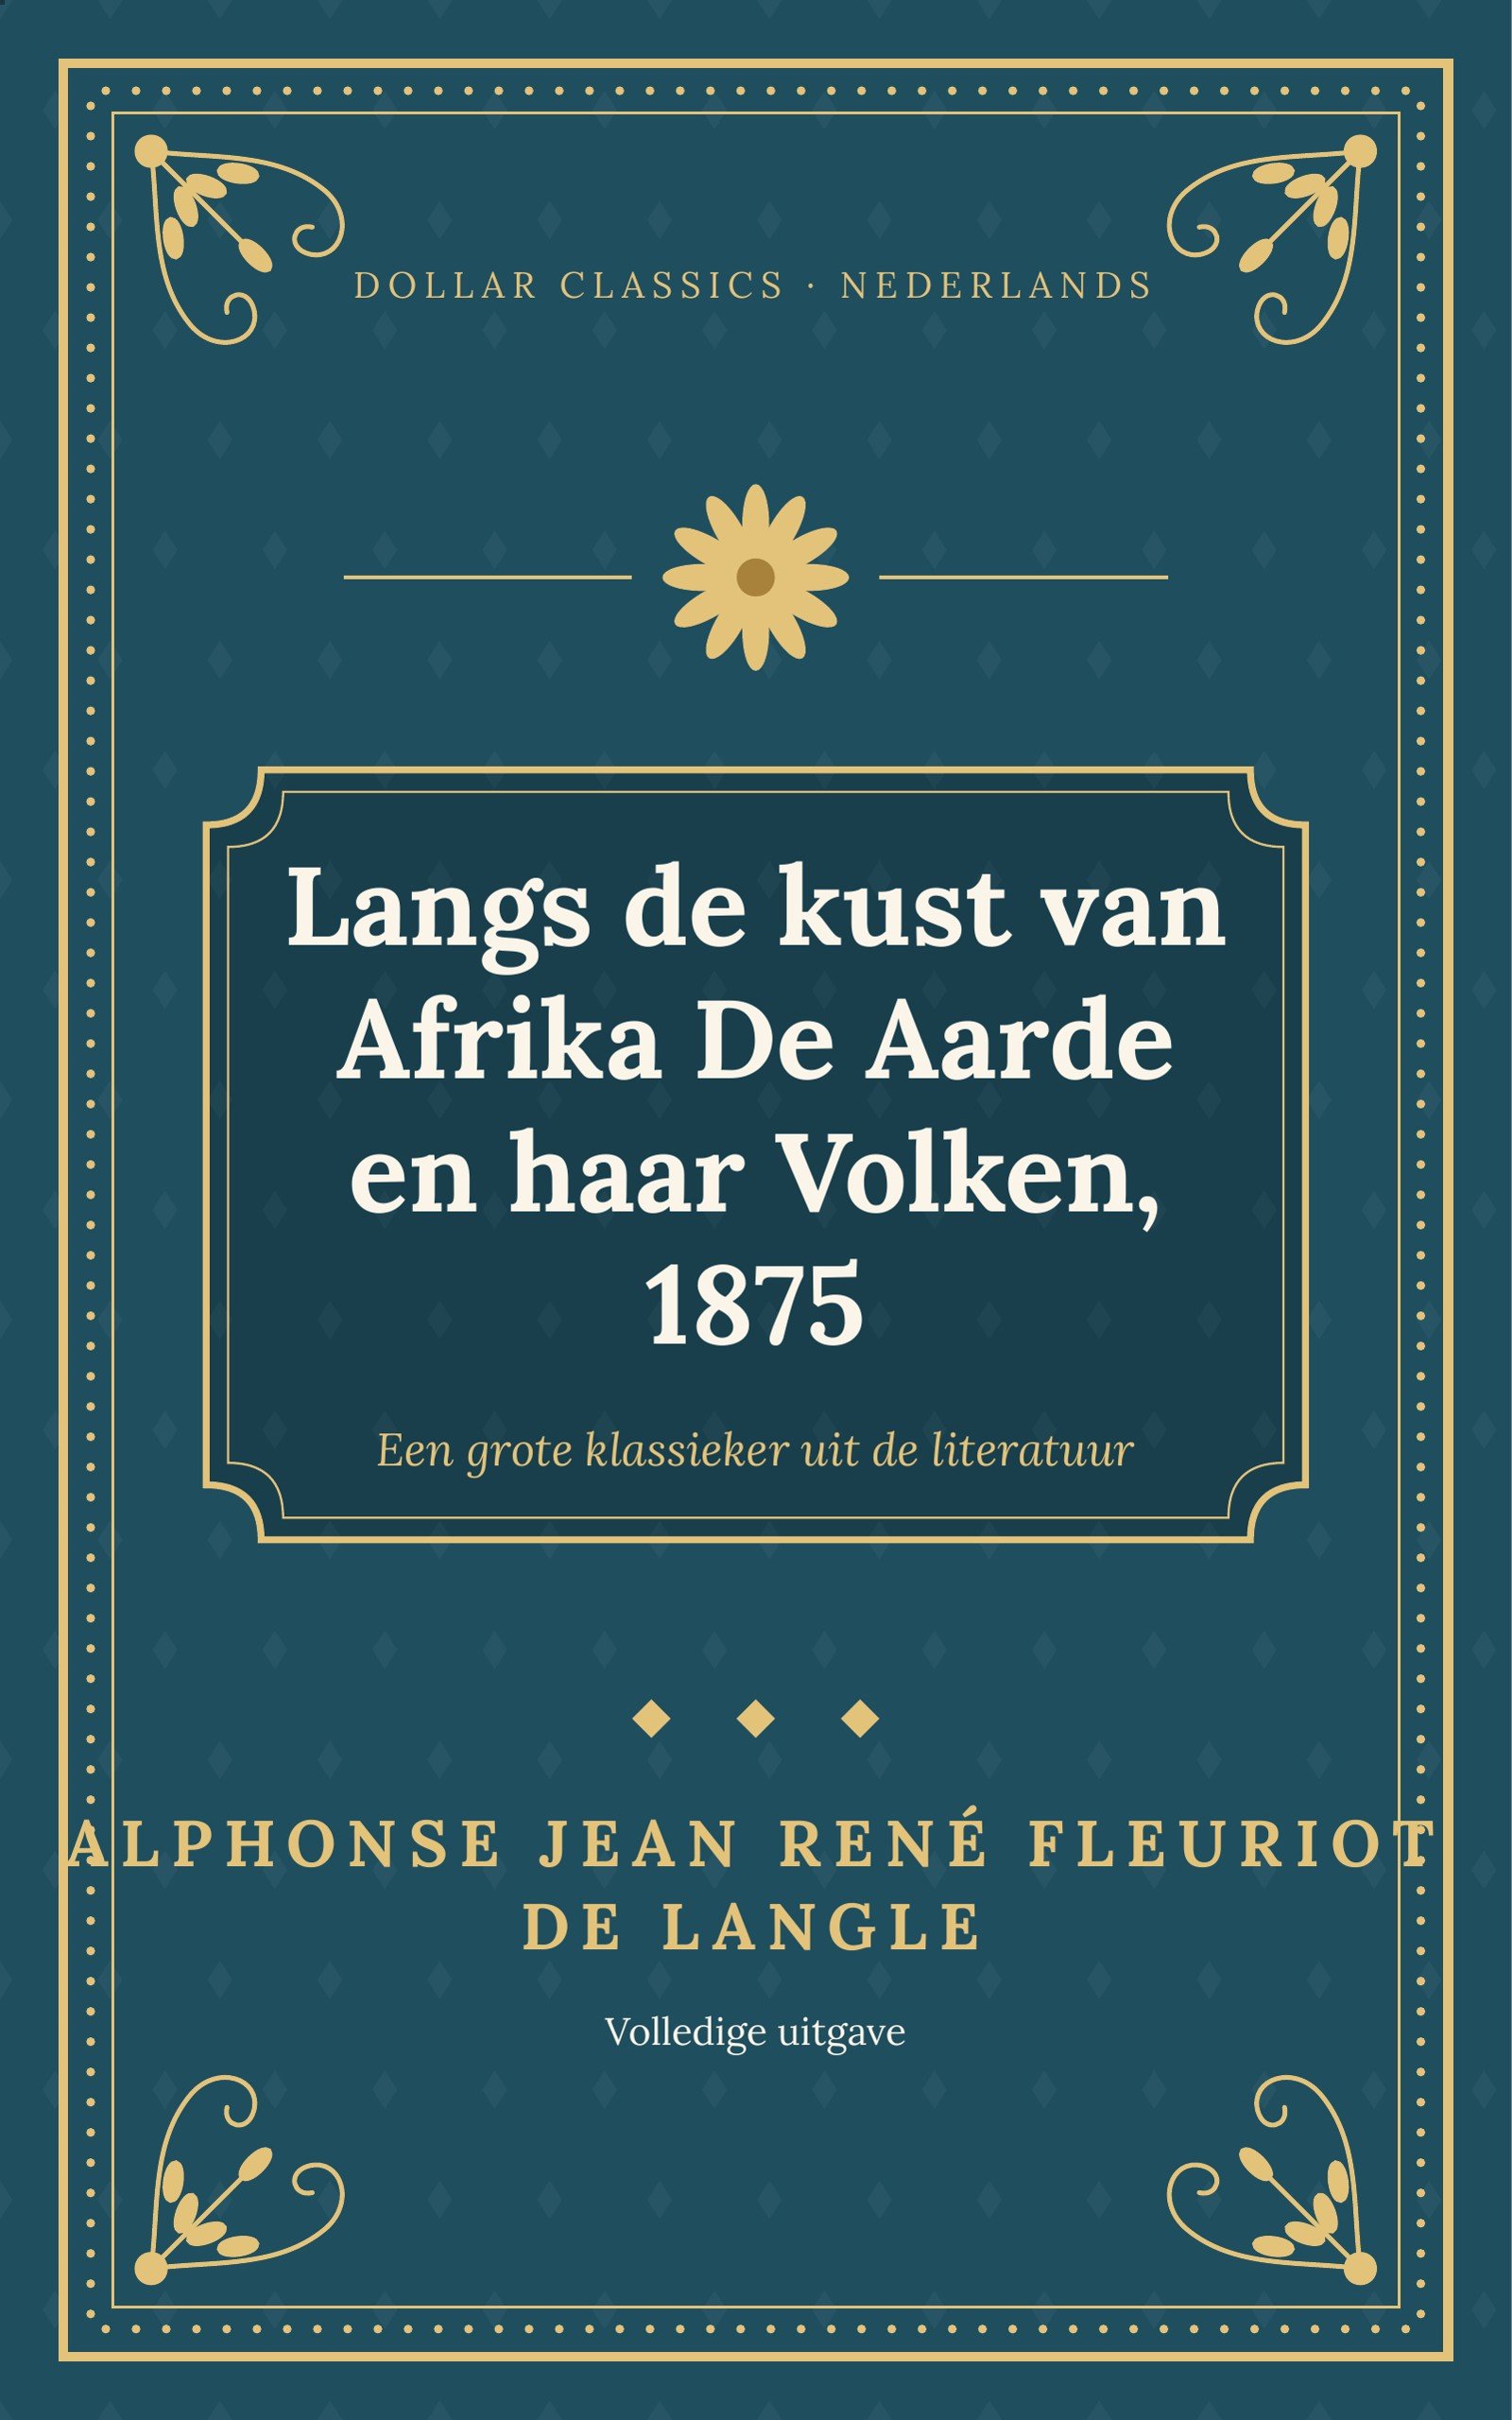 DOLLAR CLASSICS · NEDERLANDS
Langs de kust van
Afrika De Aarde
en haar Volken,
1875
Een grote klassieker uit de literatuur
ALPHONSE JEAN RENÉ FLEURIOT
DE LANGLE
Volledige uitgave